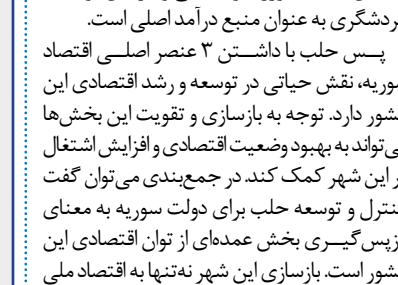 گردشگری به عنوان منبع درآمد اصلی است.
پس حلب با داشتن ۳ عنصر اصلی اقتصاد
سوریه، نقش حیاتی در توسعه و رشد اقتصادی این
کشور دارد. توجه به بازسازی و تقویت این بخش‌ها
می‌تواند به بهبود وضعیت اقتصادی و افزایش اشتغال
در این شهر کمک کند. در جمع‌بندی می‌توان گفت
کنترل و توسعه حلب برای دولت سوریه به معنای
بازپس‌گیری بخش عمده‌ای از توان اقتصادی این
کشور است. بازسازی این شهر نه‌تنها به اقتصاد ملی